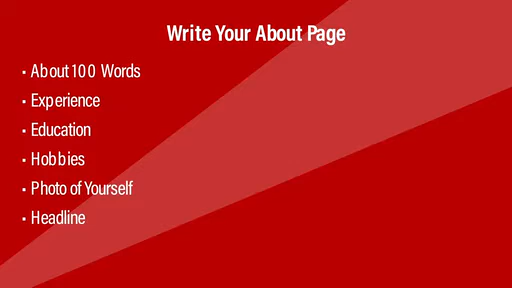 Write Your About Page
▪ About 100 Words
▪ Experience
▪ Education
▪ Hobbies
▪ Photo of Yourself
▪ Headline